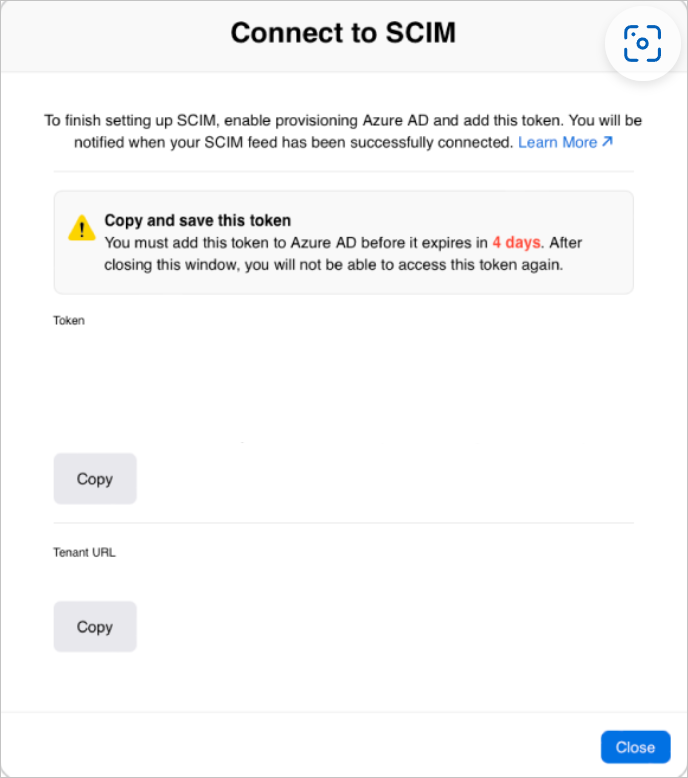 Connect to SCIM
To finish setting up SCIM, enable provisioning Azure AD and add this token. You will be
notified when your SCIM feed has been successfully connected. Learn More ↗
Copy and save this token
You must add this token to Azure AD before it expires in 4 days. After
closing this window, you will not be able to access this token again.
Token
Copy
Tenant URL
Copy
Close